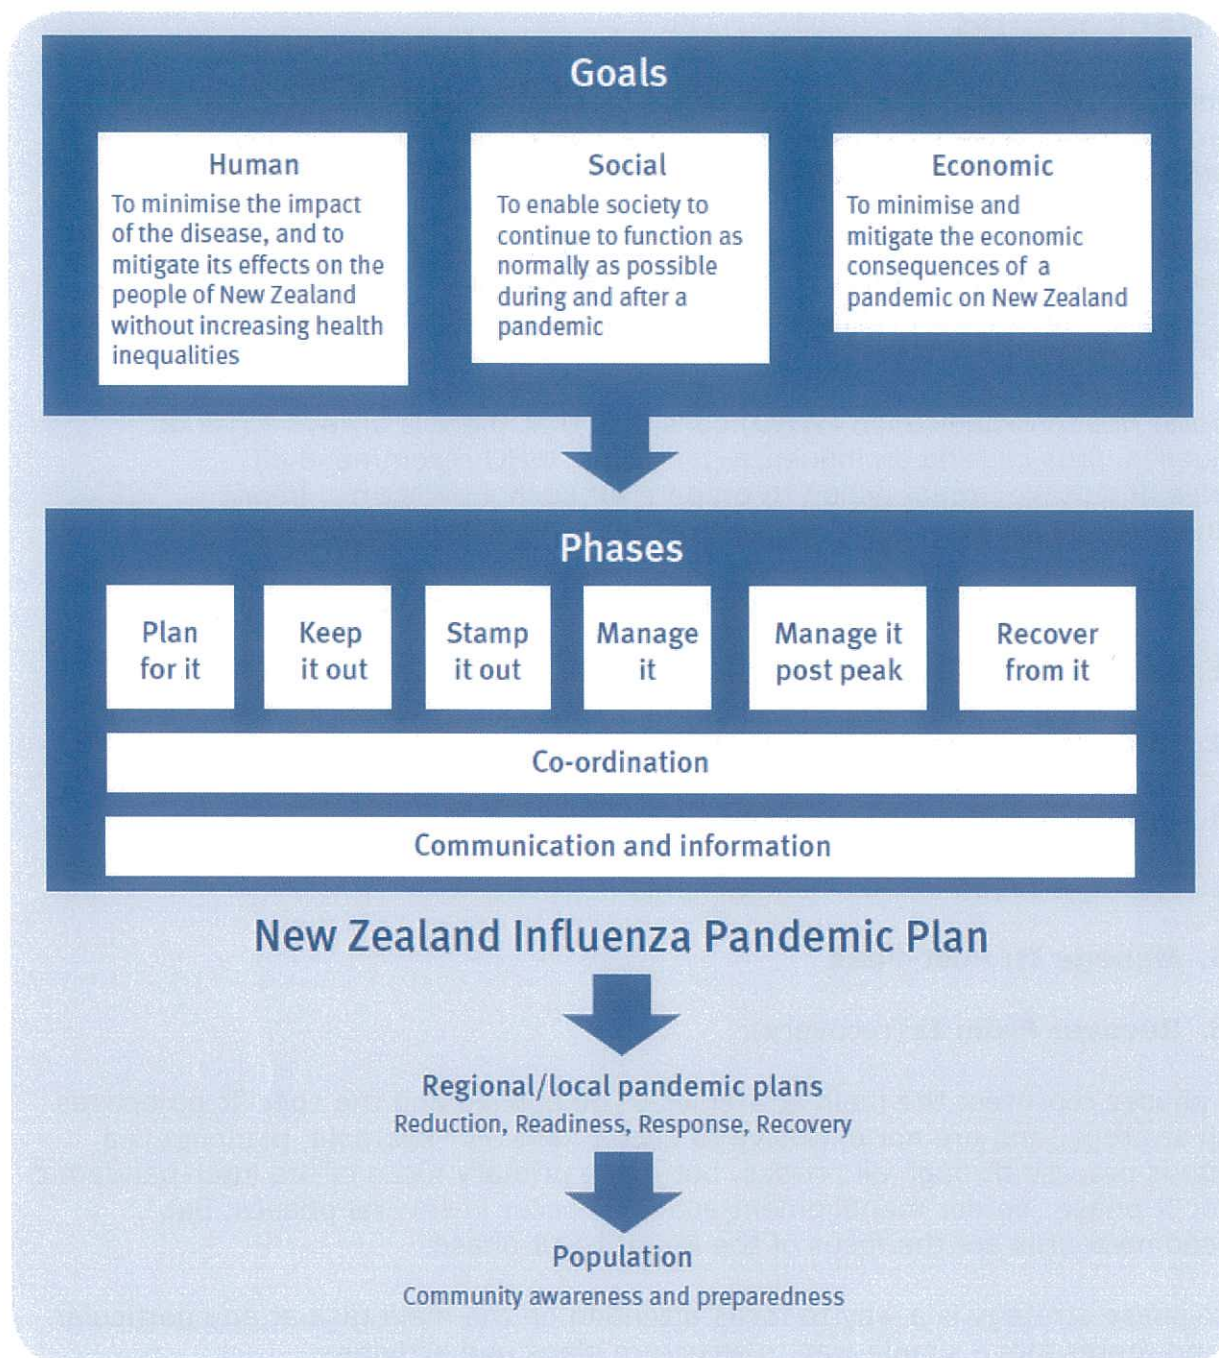 Goals
Human
To minimise the impact
of the disease, and to
mitigate its effects on the
people of New Zealand
without increasing health
inequalities
Social
To enable society to
continue to function as
normally as possible
during and after a
pandemic
Economic
To minimise and
mitigate the economic
consequences of a
pandemic on New Zealand
Phases
Plan
for it
Keep
it out
Stamp
it out
Manage
it
Manage it
post peak
Recover
from it
Co-ordination
Communication and information
New Zealand Influenza Pandemic Plan
Regional/local pandemic plans
Reduction, Readiness, Response, Recovery
Population
Community awareness and preparedness